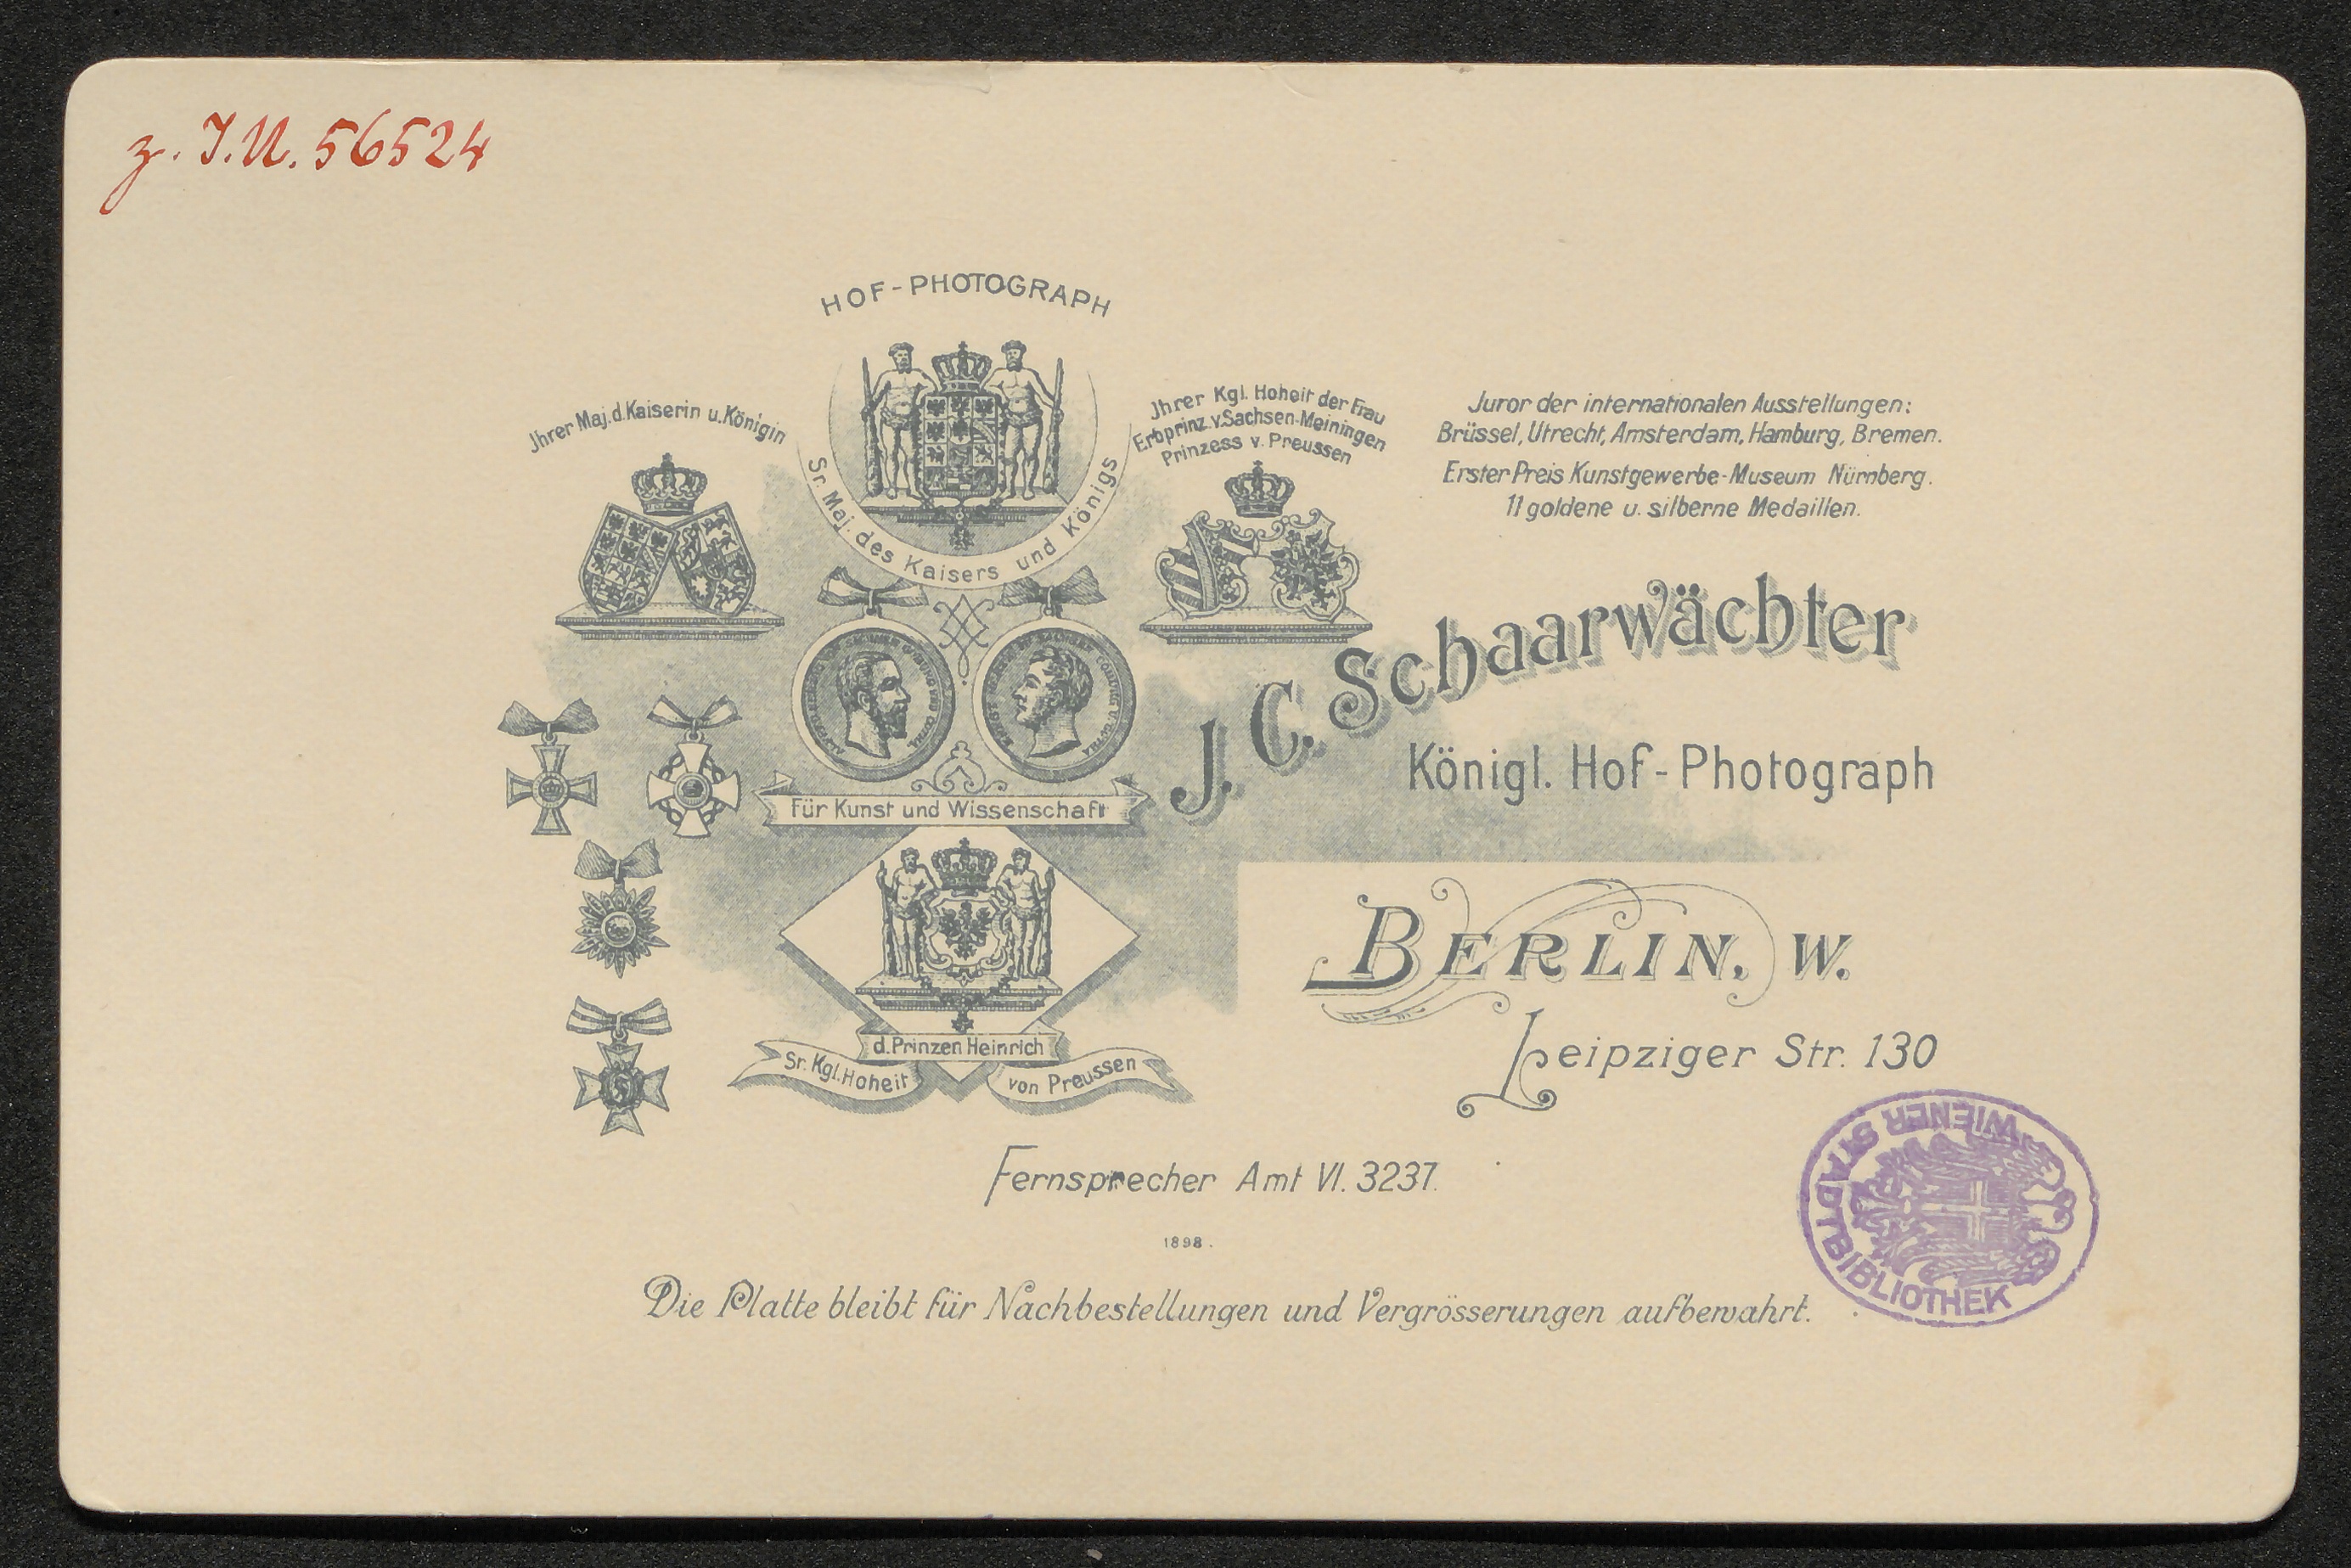 z. I.N. 56524
HOF-PHOTOGRAPH
Sr. Maj. des Kaisers und Königs
Jhrer Maj. d. Kaiserin u. Königin
Jhrer Kgl. Hoheit der Frau
Erbprinz. v. Sachsen-Meiningen
Prinzess v. Preussen
Juror der internationalen Ausstellungen:
Brüssel, Utrecht, Amsterdam, Hamburg, Bremen.
Erster Preis Kunstgewerbe-Museum Nürnberg.
11 goldene u. silberne Medaillen.
J. C. Schaarwächter
Königl. Hof-Photograph
Für Kunst und Wissenschaft
BERLIN, W.
Leipziger Str. 130
d. Prinzen Heinrich
Sr. Kgl. Hoheit von Preussen
Fernsprecher Amt VI. 3237.
1898.
Die Platte bleibt für Nachbestellungen und Vergrösserungen aufbewahrt.
WIENER STADTBIBLIOTHEK